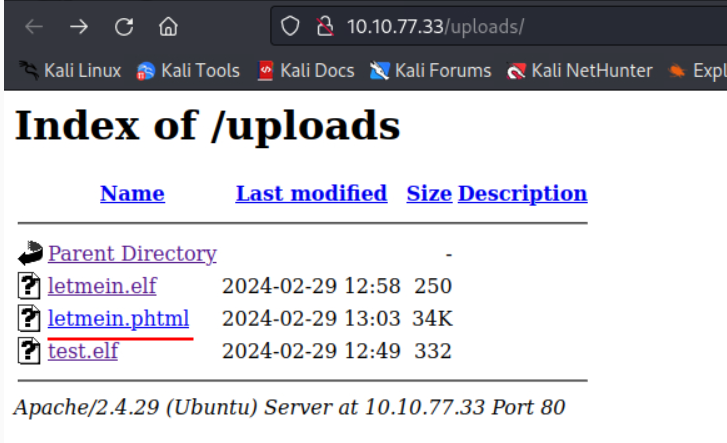 10.10.77.33/uploads/
Kali Linux Kali Tools Kali Docs Kali Forums Kali NetHunter Expl
Index of /uploads
Name Last modified Size Description
Parent Directory -
letmein.elf 2024-02-29 12:58 250
letmein.phtml 2024-02-29 13:03 34K
test.elf 2024-02-29 12:49 332
Apache/2.4.29 (Ubuntu) Server at 10.10.77.33 Port 80